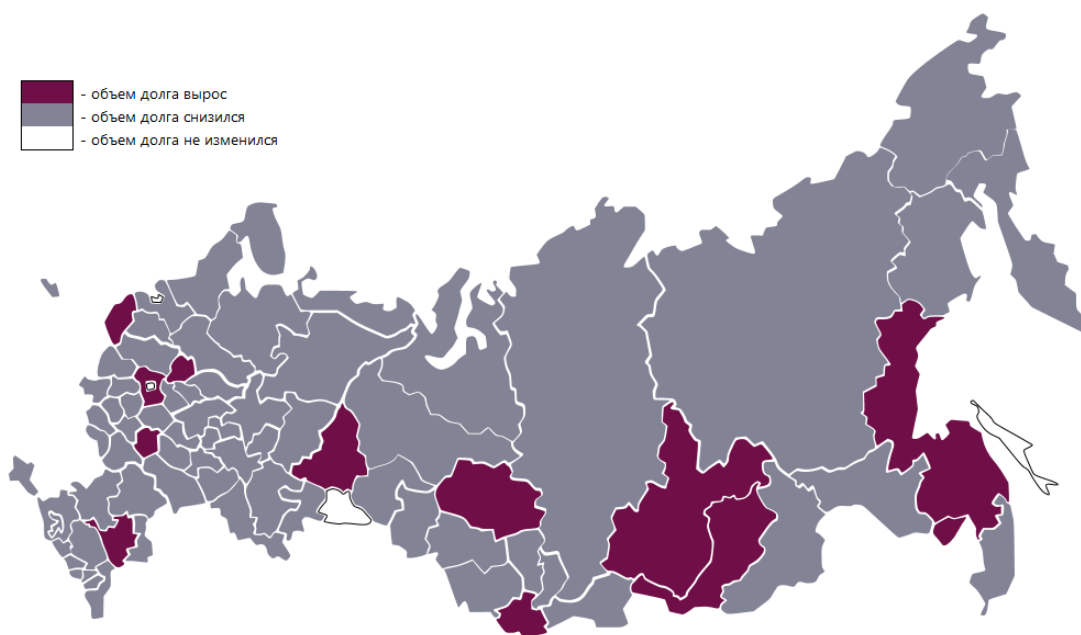 - объем долга вырос
- объем долга снизился
- объем долга не изменился